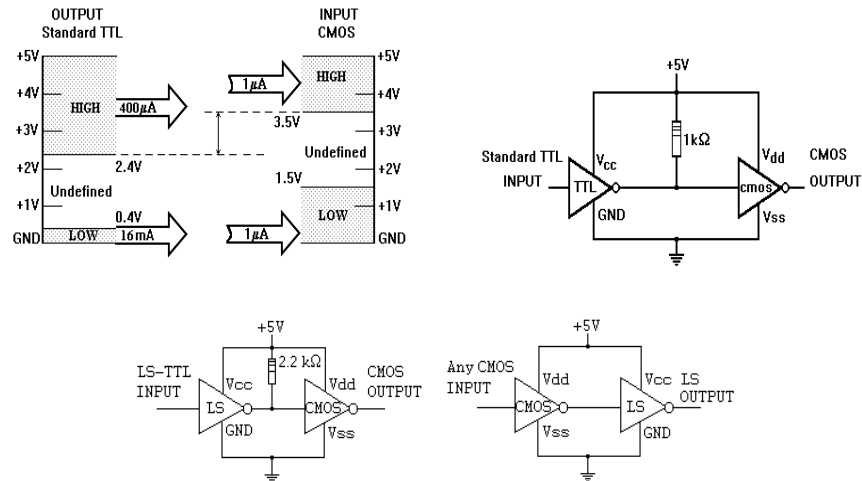 OUTPUT
Standard TTL
INPUT
CMOS
+5V
+4V
+3V
+2V
+1V
GND
HIGH
400µA
2.4V
Undefined
0.4V
LOW
16mA
1µA
HIGH
3.5V
Undefined
1.5V
LOW
1µA
+5V
+4V
+3V
+2V
+1V
GND
+5V
1kΩ
Standard TTL
INPUT
TTL
Vcc
GND
Vdd
cmos
Vss
CMOS
OUTPUT
+5V
2.2 kΩ
LS-TTL
INPUT
LS
Vcc
GND
Vdd
CMOS
Vss
CMOS
OUTPUT
+5V
Any CMOS
INPUT
CMOS
Vdd
Vss
Vcc
LS
GND
LS
OUTPUT